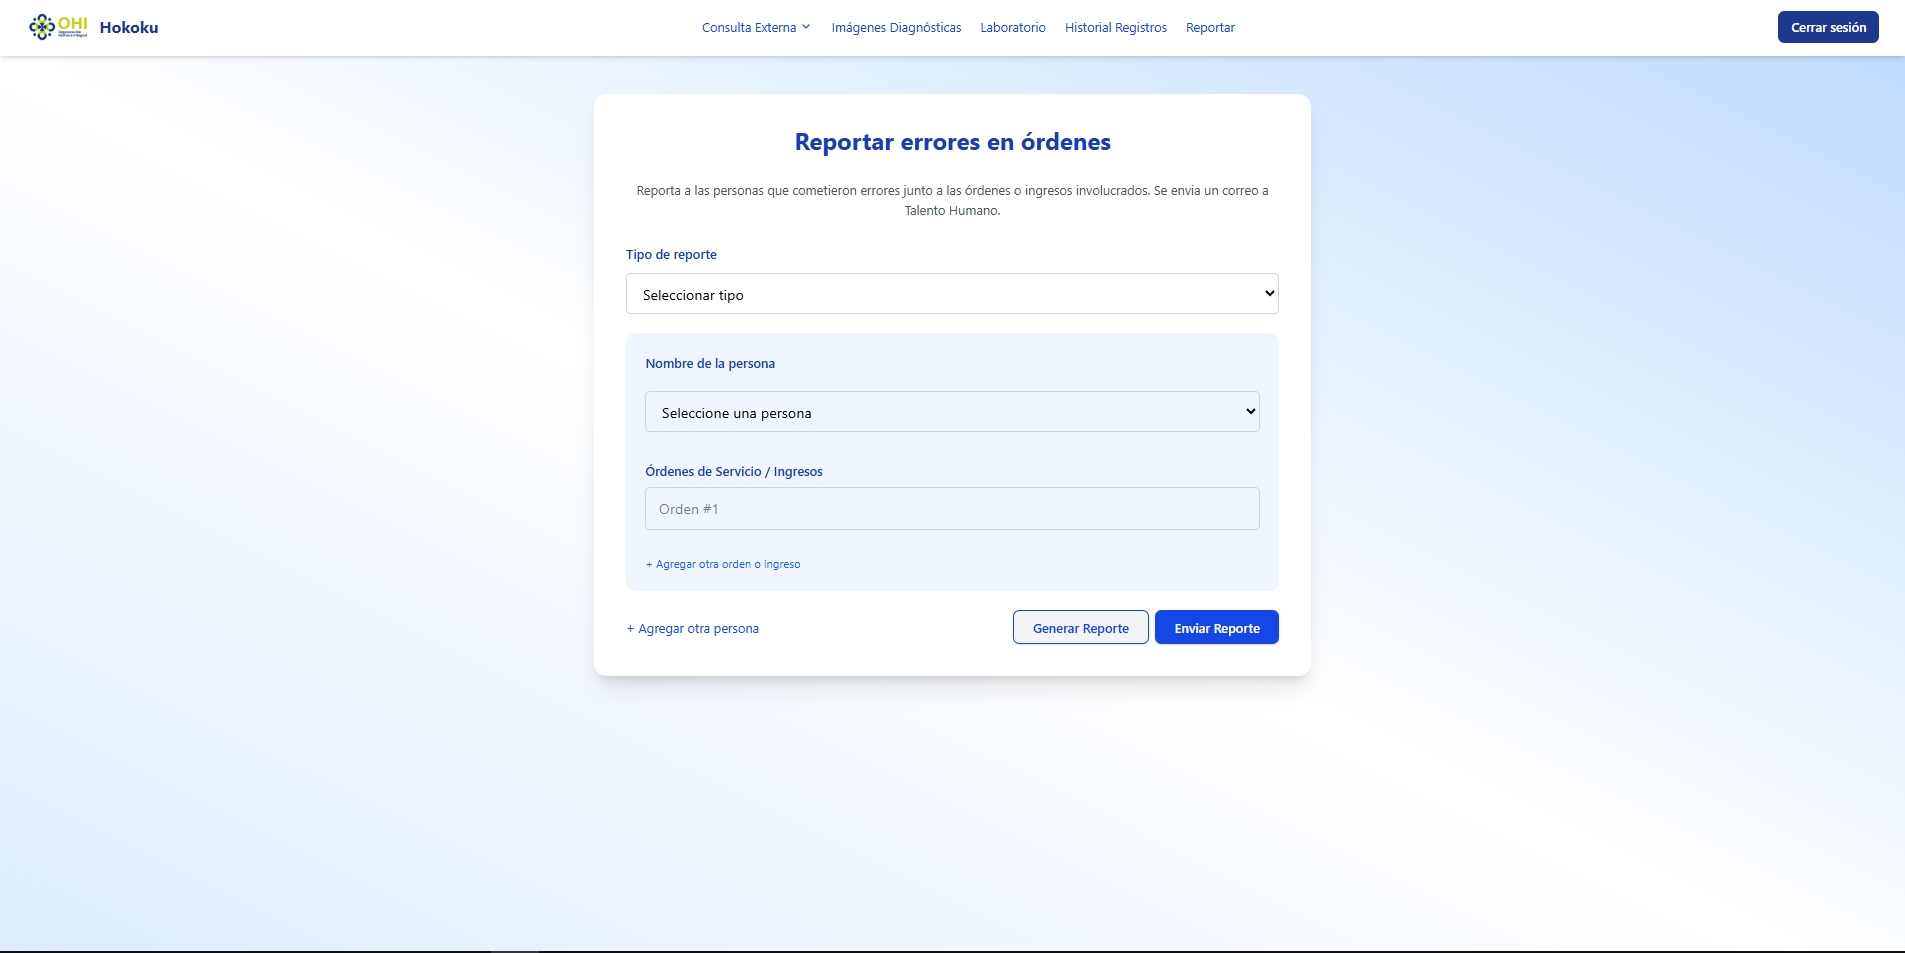 OHI
Hokoku
Consulta Externa
Imágenes Diagnósticas
Laboratorio
Historial Registros
Reportar
Cerrar sesión
Reportar errores en órdenes
Reporta a las personas que cometieron errores junto a las órdenes o ingresos involucrados. Se envia un correo a
Talento Humano.
Tipo de reporte
Seleccionar tipo
Nombre de la persona
Seleccione una persona
Órdenes de Servicio / Ingresos
Orden #1
+ Agregar otra orden o ingreso
+ Agregar otra persona
Generar Reporte
Enviar Reporte